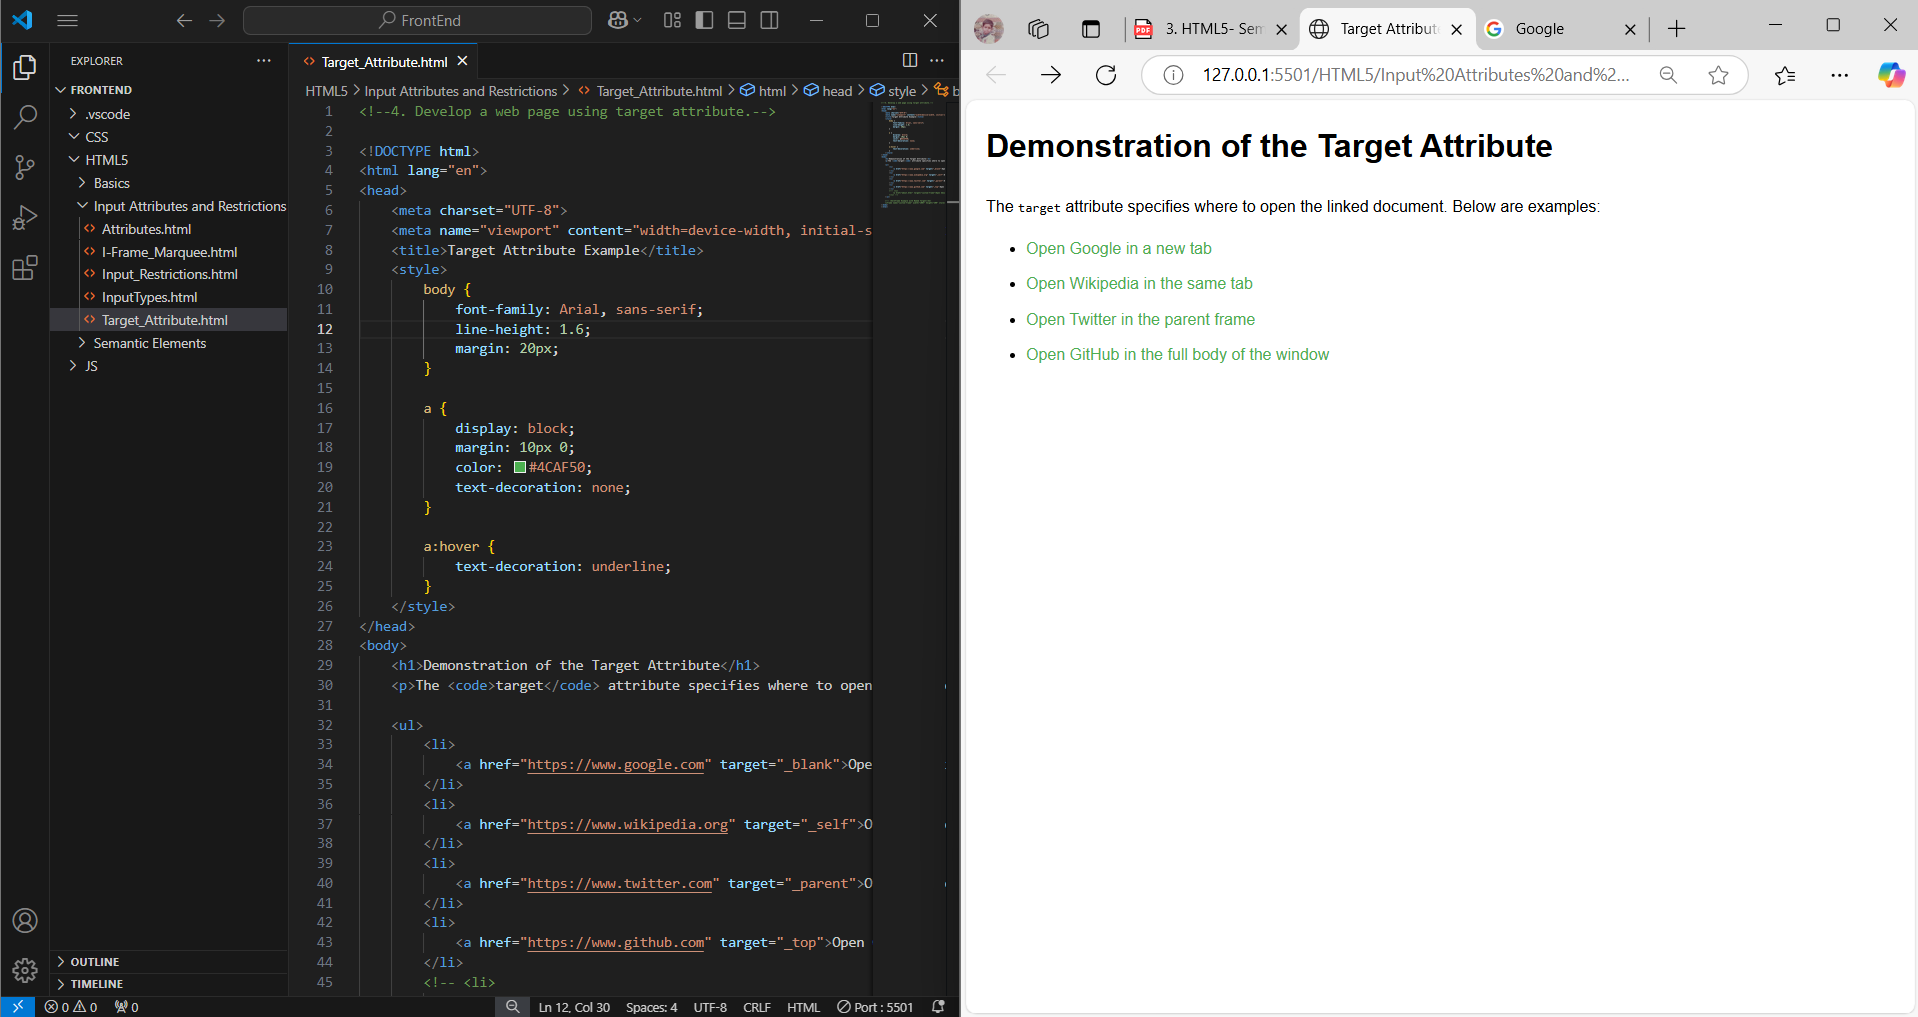 FrontEnd
EXPLORER
FRONTEND
.vscode
CSS
HTML5
Basics
Input Attributes and Restrictions
Attributes.html
I-Frame_Marquee.html
Input_Restrictions.html
InputTypes.html
Target_Attribute.html
Semantic Elements
JS
OUTLINE
TIMELINE
Target_Attribute.html
HTML5 > Input Attributes and Restrictions > Target_Attribute.html > html > head > style > b
1 <!--4. Develop a web page using target attribute.-->
2
3 <!DOCTYPE html>
4 <html lang="en">
5 <head>
6 <meta charset="UTF-8">
7 <meta name="viewport" content="width=device-width, initial-s
8 <title>Target Attribute Example</title>
9 <style>
10 body {
11 font-family: Arial, sans-serif;
12 line-height: 1.6;
13 margin: 20px;
14 }
15
16 a {
17 display: block;
18 margin: 10px 0;
19 color: #4CAF50;
20 text-decoration: none;
21 }
22
23 a:hover {
24 text-decoration: underline;
25 }
26 </style>
27 </head>
28 <body>
29 <h1>Demonstration of the Target Attribute</h1>
30 <p>The <code>target</code> attribute specifies where to open
31
32 <ul>
33 <li>
34 <a href="https://www.google.com" target="_blank">Ope
35 </li>
36 <li>
37 <a href="https://www.wikipedia.org" target="_self">O
38 </li>
39 <li>
40 <a href="https://www.twitter.com" target="_parent">O
41 </li>
42 <li>
43 <a href="https://www.github.com" target="_top">Open
44 </li>
45 <!-- <li>
0 0 0 Ln 12, Col 30 Spaces: 4 UTF-8 CRLF HTML Port : 5501
PDF 3. HTML5- Sem Target Attribut Google
127.0.0.1:5501/HTML5/Input%20Attributes%20and%2...
Demonstration of the Target Attribute
The target attribute specifies where to open the linked document. Below are examples:
• Open Google in a new tab
• Open Wikipedia in the same tab
• Open Twitter in the parent frame
• Open GitHub in the full body of the window